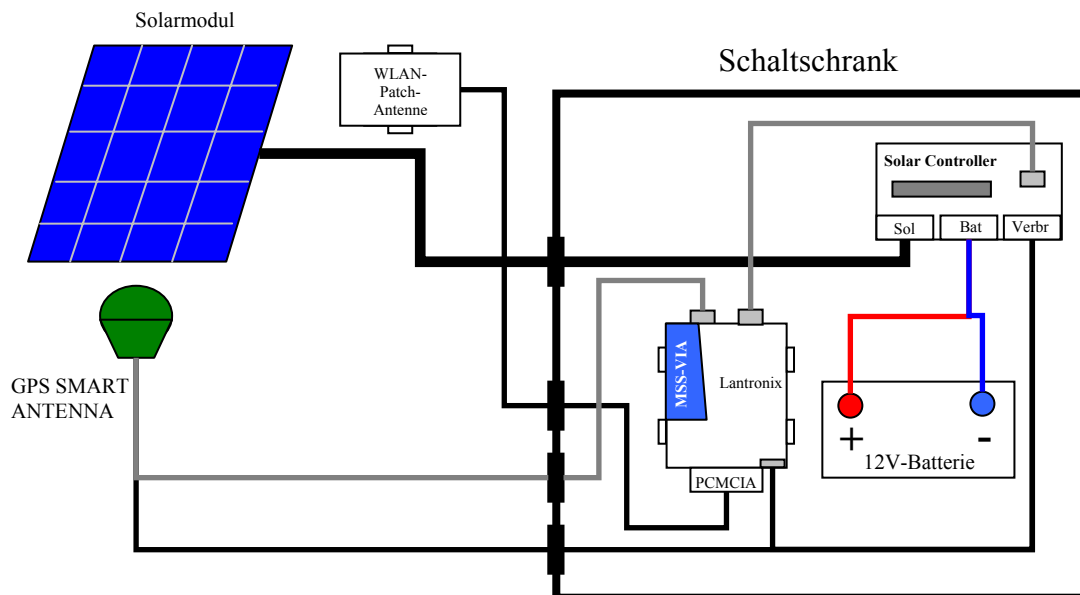 Solarmodul
WLAN-
Patch-
Antenne
Schaltschrank
Solar Controller
Sol
Bat
Verbr
GPS SMART
ANTENNA
MSS-VIA
Lantronix
PCMCIA
+
-
12V-Batterie